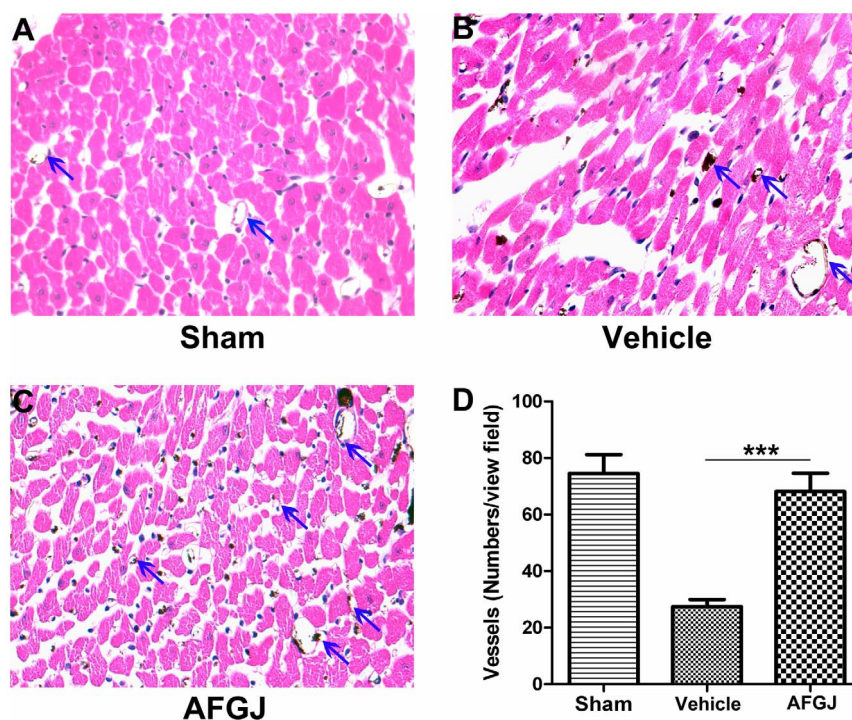 A
B
Sham
Vehicle
C
AFGJ
D
Vessels (Numbers/view field)
100
80
60
40
20
0
***
Sham
Vehicle
AFGJ